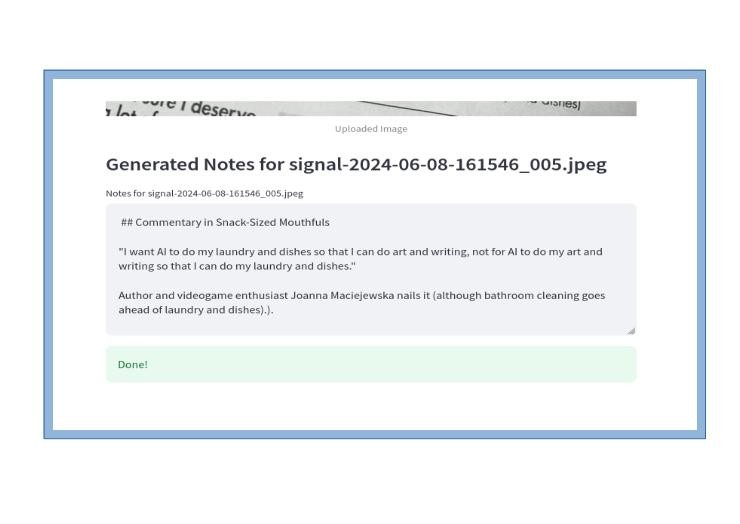 sure I deserve
dishes)
Uploaded Image
Generated Notes for signal-2024-06-08-161546_005.jpeg
Notes for signal-2024-06-08-161546_005.jpeg
## Commentary in Snack-Sized Mouthfuls
"I want AI to do my laundry and dishes so that I can do art and writing, not for AI to do my art and
writing so that I can do my laundry and dishes."
Author and videogame enthusiast Joanna Maciejewska nails it (although bathroom cleaning goes
ahead of laundry and dishes).).
Done!